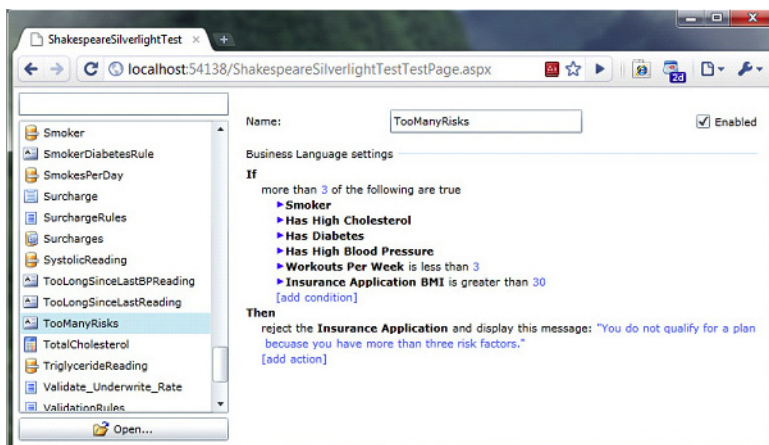 ShakespeareSilverlightTest
localhost:54138/ShakespeareSilverlightTestTestPage.aspx
2d
Smoker
SmokerDiabetesRule
SmokesPerDay
Surcharge
SurchargeRules
Surcharges
SystolicReading
TooLongSinceLastBPReading
TooLongSinceLastReading
TooManyRisks
TotalCholesterol
TriglycerideReading
Validate_Underwrite_Rate
ValidationRules
Open...
Name: TooManyRisks Enabled
Business Language settings
If
more than 3 of the following are true
Smoker
Has High Cholesterol
Has Diabetes
Has High Blood Pressure
Workouts Per Week is less than 3
Insurance Application BMI is greater than 30
[add condition]
Then
reject the Insurance Application and display this message: "You do not qualify for a plan
becuase you have more than three risk factors."
[add action]